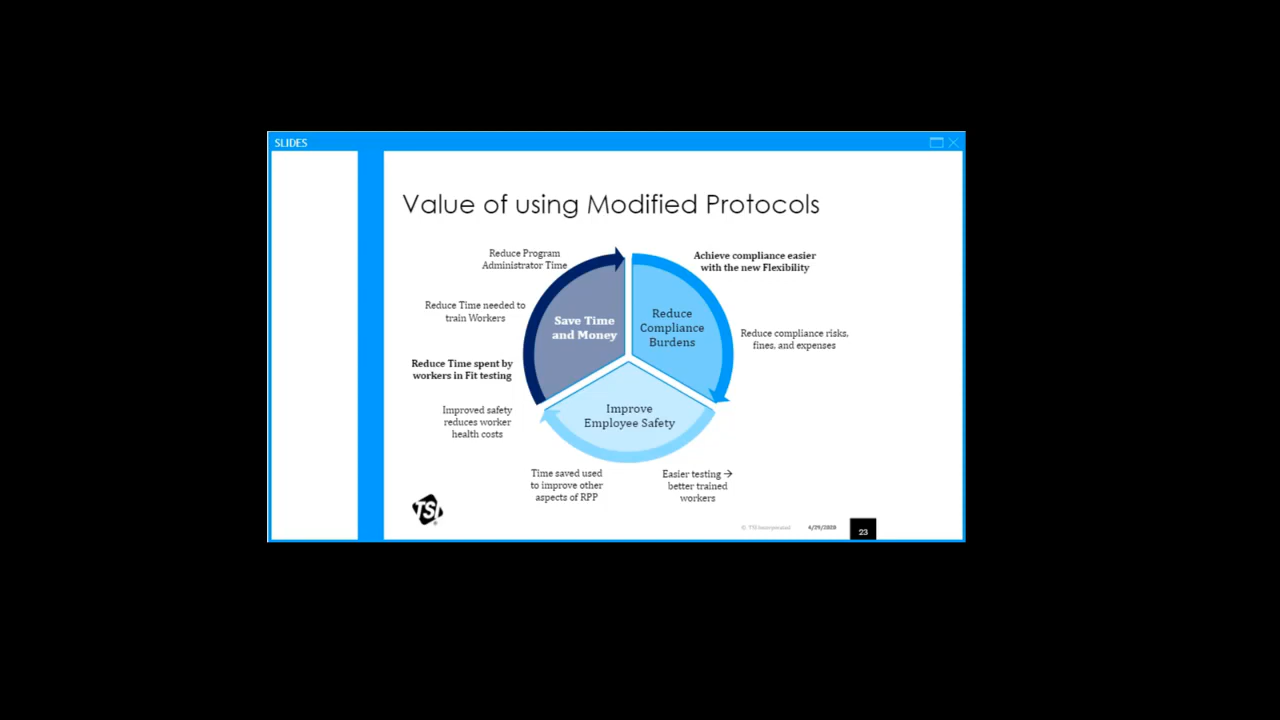 SLIDES
Value of using Modified Protocols
Reduce Program
Administrator Time
Achieve compliance easier
with the new Flexibility
Reduce Time needed to
train Workers
Save Time
and Money
Reduce
Compliance
Burdens
Reduce compliance risks,
fines, and expenses
Reduce Time spent by
workers in Fit testing
Improved safety
reduces worker
health costs
Improve
Employee Safety
Time saved used
to improve other
aspects of RPP
Easier testing →
better trained
workers
TSI
®
© TSI Incorporated
4/29/2020
23